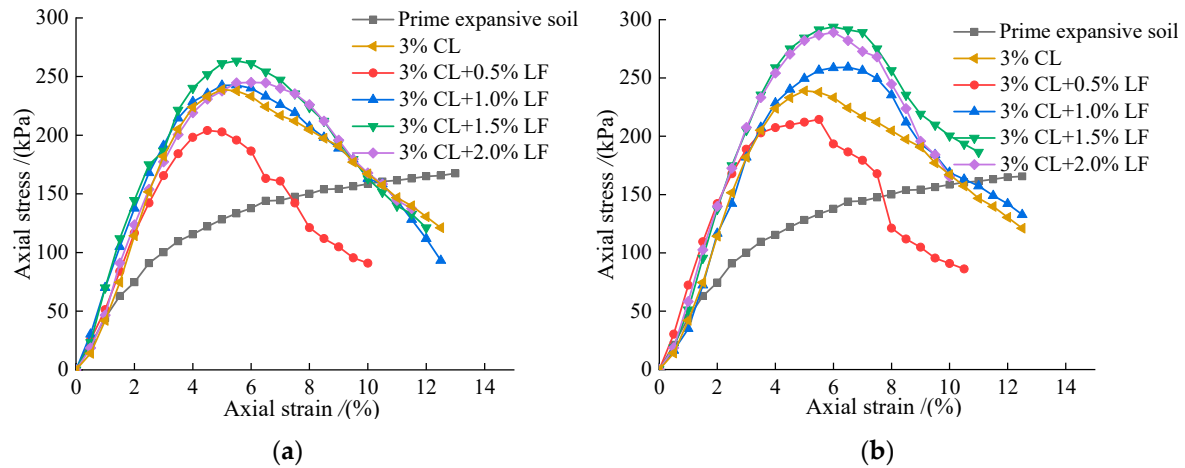 300
250
200
150
100
50
0
Axial stress /(kPa)
Prime expansive soil
3% CL
3% CL+0.5% LF
3% CL+1.0% LF
3% CL+1.5% LF
3% CL+2.0% LF
0 2 4 6 8 10 12 14
Axial strain /(%)
(a)
300
250
200
150
100
50
0
Axial stress /(kPa)
Prime expansive soil
3% CL
3% CL+0.5% LF
3% CL+1.0% LF
3% CL+1.5% LF
3% CL+2.0% LF
0 2 4 6 8 10 12 14
Axial strain /(%)
(b)